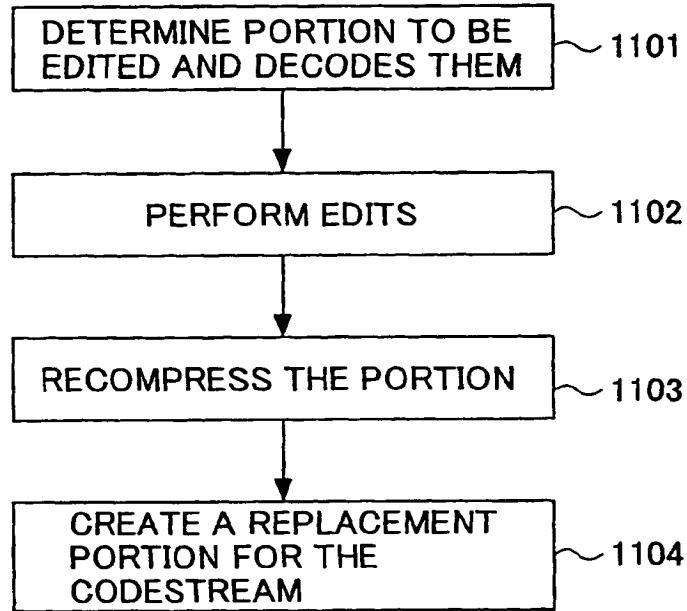 DETERMINE PORTION TO BE
EDITED AND DECODES THEM
1101
PERFORM EDITS
1102
RECOMPRESS THE PORTION
1103
CREATE A REPLACEMENT
PORTION FOR THE
CODESTREAM
1104